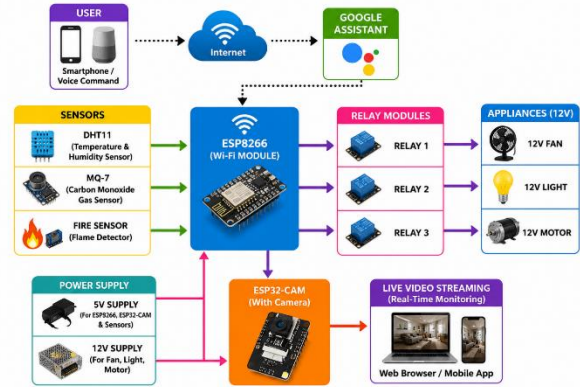 USER
Smartphone /
Voice Command
Internet
GOOGLE
ASSISTANT
SENSORS
DHT11
(Temperature &
Humidity Sensor)
MQ-7
(Carbon Monoxide
Gas Sensor)
FIRE SENSOR
(Flame Detector)
ESP8266
(Wi-Fi MODULE)
RELAY MODULES
RELAY 1
RELAY 2
RELAY 3
APPLIANCES (12V)
12V FAN
12V LIGHT
12V MOTOR
POWER SUPPLY
5V SUPPLY
(For ESP8266, ESP32-CAM
& Sensors)
12V SUPPLY
(For Fan, Light,
Motor)
ESP32-CAM
(With Camera)
LIVE VIDEO STREAMING
(Real-Time Monitoring)
Web Browser / Mobile App